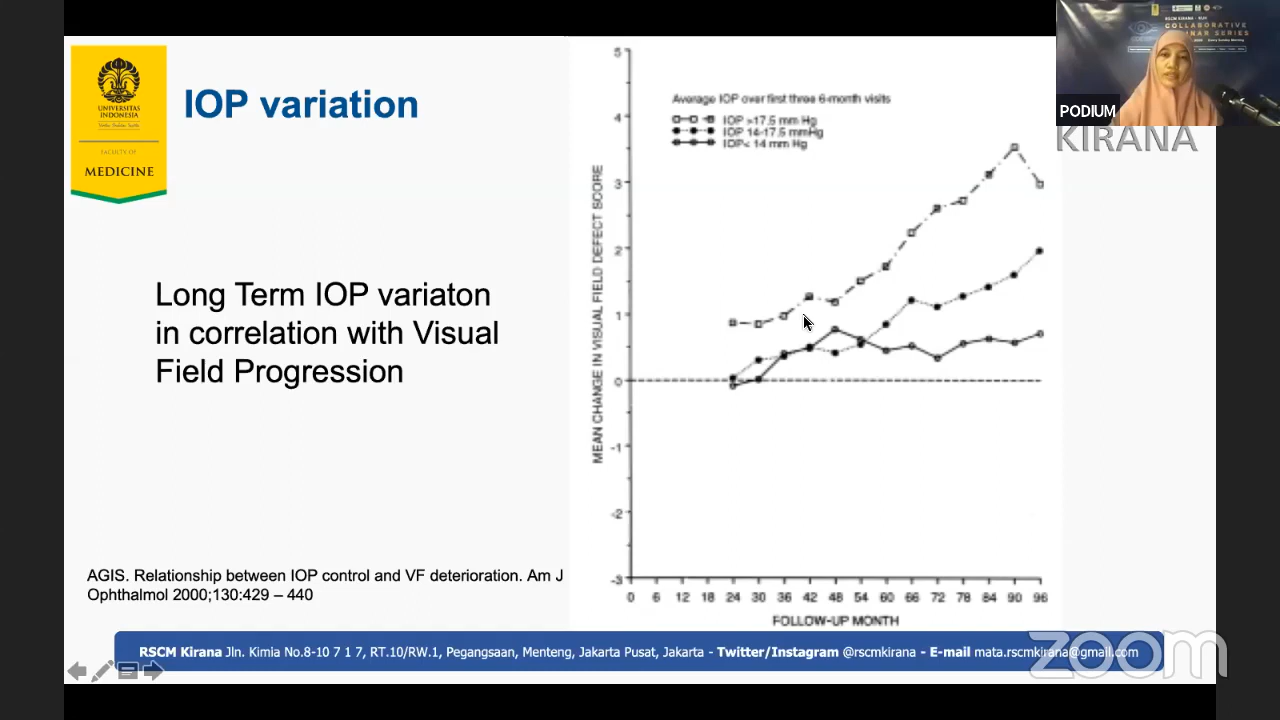 RSCM KIRANA - RUH
COLLABORATIVE
PODIUM
KIRANA
UNIVERSITAS
INDONESIA
FACULTY OF
MEDICINE
IOP variation
Long Term IOP variaton
in correlation with Visual
Field Progression
AGIS. Relationship between IOP control and VF deterioration. Am J
Ophthalmol 2000;130:429 – 440
Average IOP over first three 6-month visits
IOP >17.5 mm Hg
IOP 14-17.5 mmHg
IOP< 14 mm Hg
MEAN CHANGE IN VISUAL FIELD DEFECT SCORE
5
4
3
2
1
0
-1
-2
-3
0 6 12 18 24 30 36 42 48 54 60 66 72 78 84 90 96
FOLLOW-UP MONTH
RSCM Kirana Jln. Kimia No.8-10 7 1 7, RT.10/RW.1, Pegangsaan, Menteng, Jakarta Pusat, Jakarta - Twitter/Instagram @rscmkirana - E-mail mata.rscmkirana@gmail.com
zoom